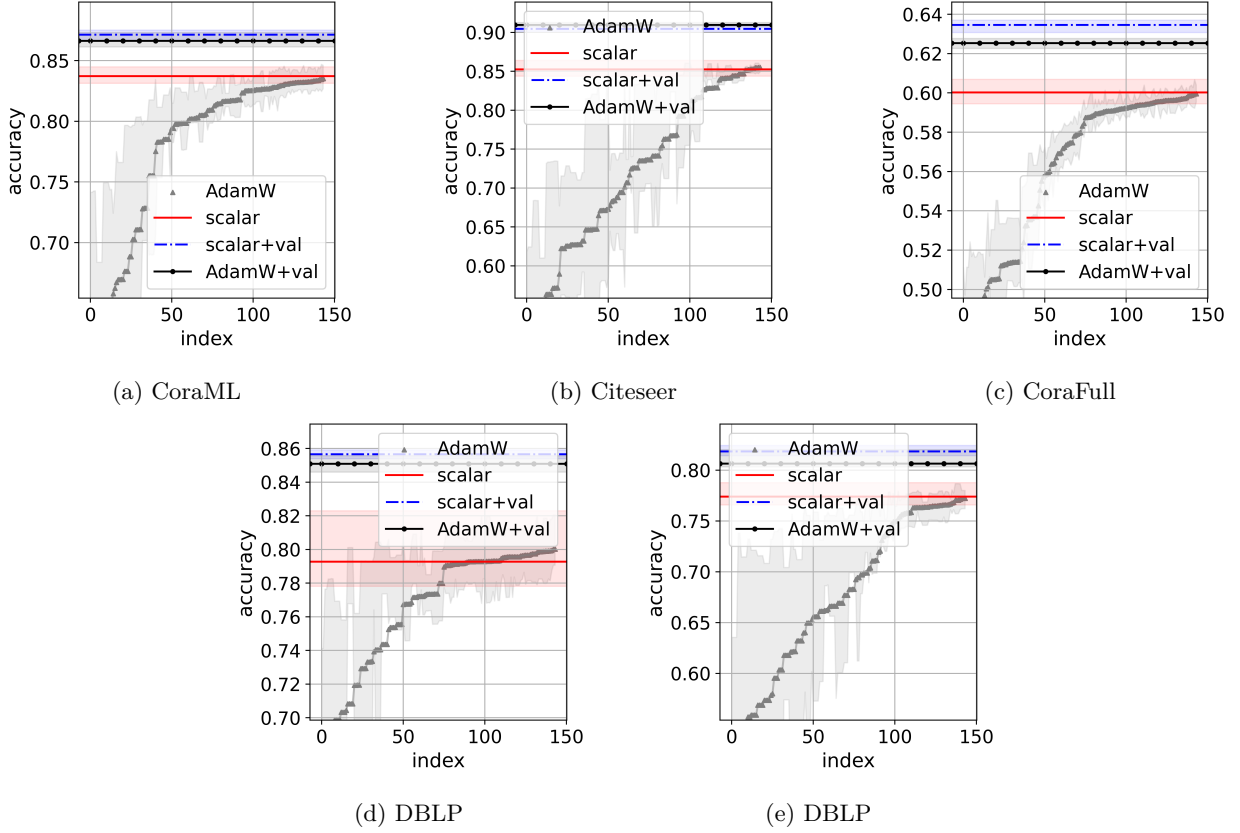 0.85
0.80
0.75
0.70
accuracy
AdamW
scalar
scalar+val
AdamW+val
0 50 100 150
index
(a) CoraML
0.90
0.85
0.80
0.75
0.70
0.65
0.60
accuracy
AdamW
scalar
scalar+val
AdamW+val
0 50 100 150
index
(b) Citeseer
0.64
0.62
0.60
0.58
0.56
0.54
0.52
0.50
accuracy
AdamW
scalar
scalar+val
AdamW+val
0 50 100 150
index
(c) CoraFull
0.86
0.84
0.82
0.80
0.78
0.76
0.74
0.72
0.70
accuracy
AdamW
scalar
scalar+val
AdamW+val
0 50 100 150
index
(d) DBLP
0.80
0.75
0.70
0.65
0.60
accuracy
AdamW
scalar
scalar+val
AdamW+val
0 50 100 150
index
(e) DBLP